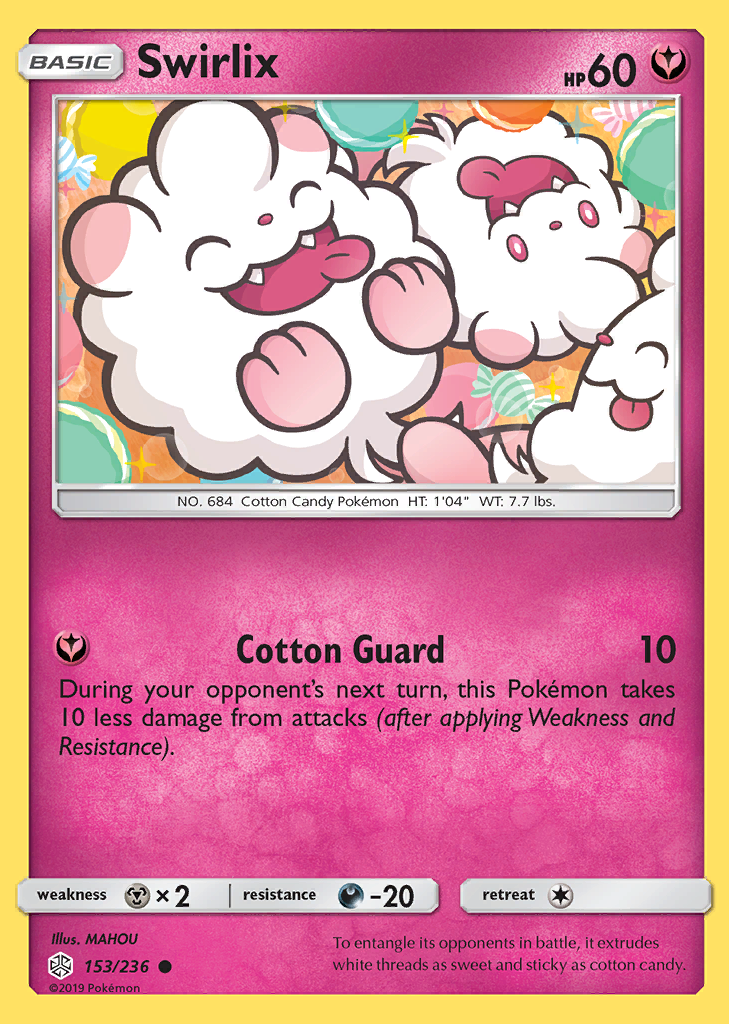 BASIC Swirlix HP60
NO. 684 Cotton Candy Pokémon HT: 1'04" WT: 7.7 lbs.
Cotton Guard 10
During your opponent's next turn, this Pokémon takes
10 less damage from attacks (after applying Weakness and
Resistance).
weakness ×2 resistance -20 retreat
Illus. MAHOU
153/236
©2019 Pokémon
To entangle its opponents in battle, it extrudes
white threads as sweet and sticky as cotton candy.